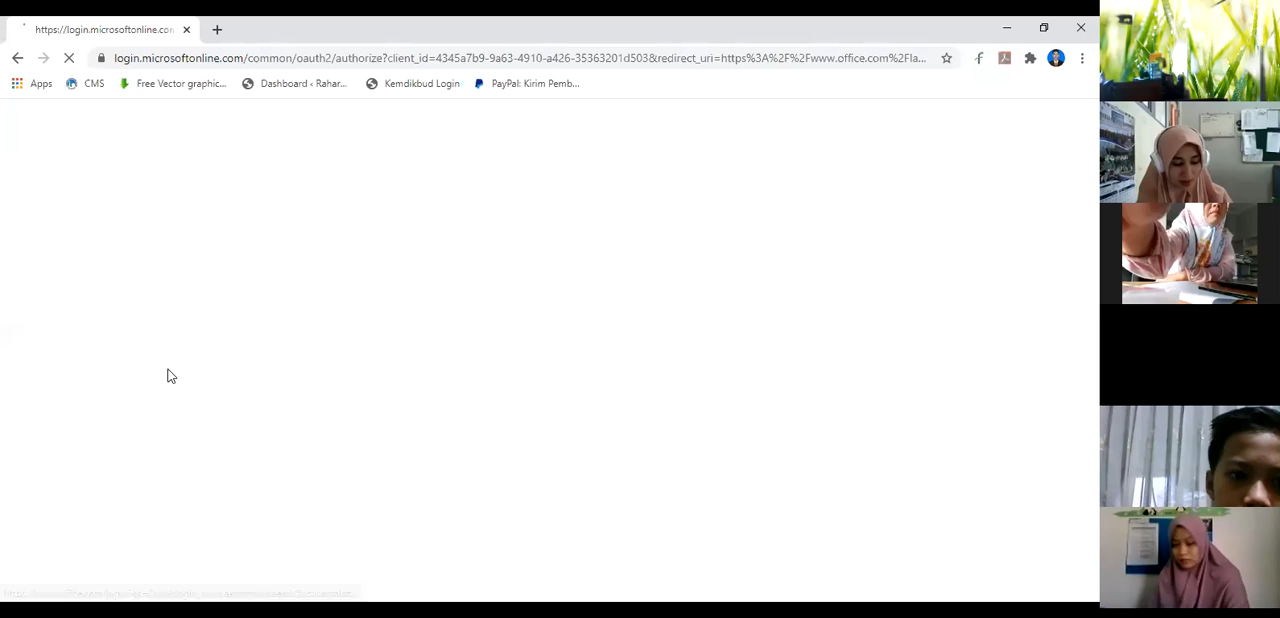 https://login.microsoftonline.con
login.microsoftonline.com/common/oauth2/authorize?client_id=4345a7b9-9a63-4910-a426-35363201d503&redirect_uri=https%3A%2F%2Fwww.office.com%2Fla...
Apps CMS Free Vector graphic... Dashboard ‹ Rahar... Kemdikbud Login PayPal: Kirim Pemb...